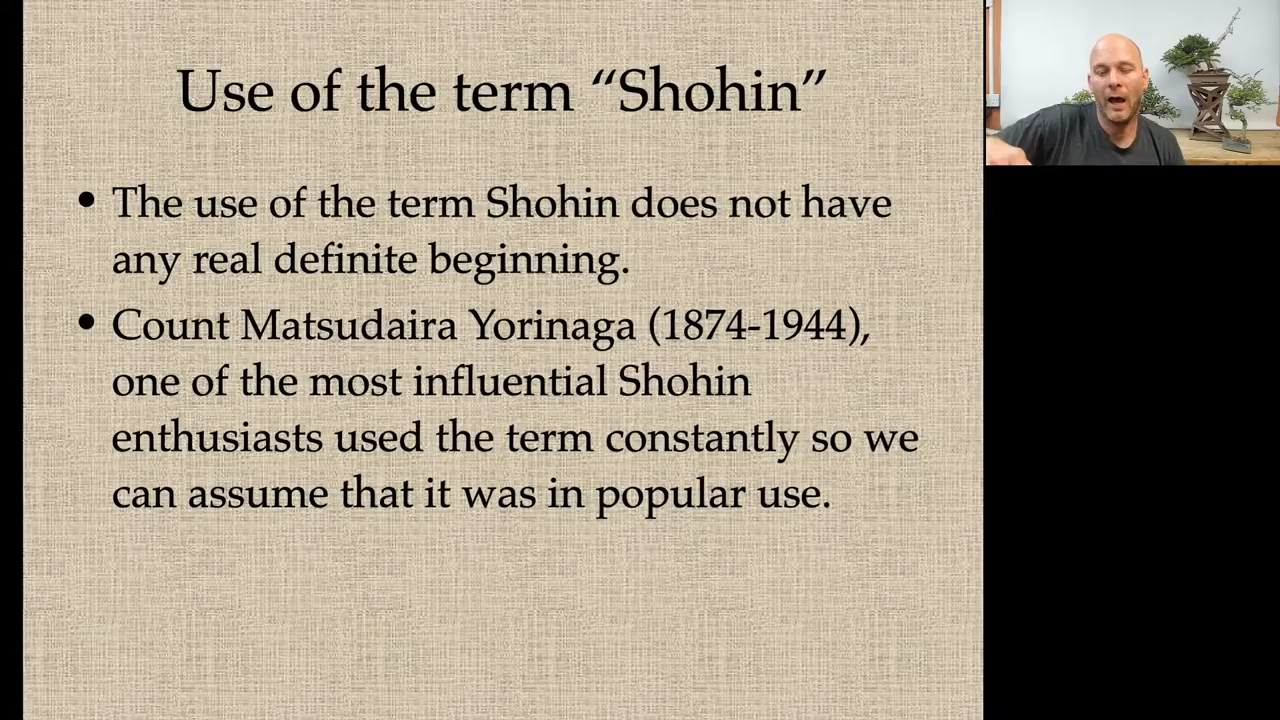 Use of the term “Shohin”
• The use of the term Shohin does not have
any real definite beginning.
• Count Matsudaira Yorinaga (1874-1944),
one of the most influential Shohin
enthusiasts used the term constantly so we
can assume that it was in popular use.